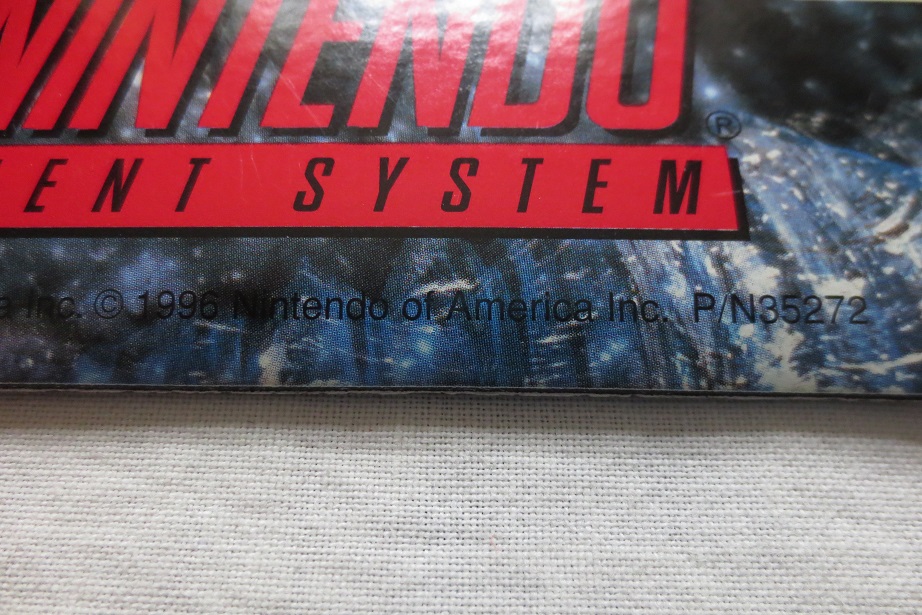 NINTENDO®
ENT SYSTEM
a Inc. © 1996 Nintendo of America Inc. P/N35272